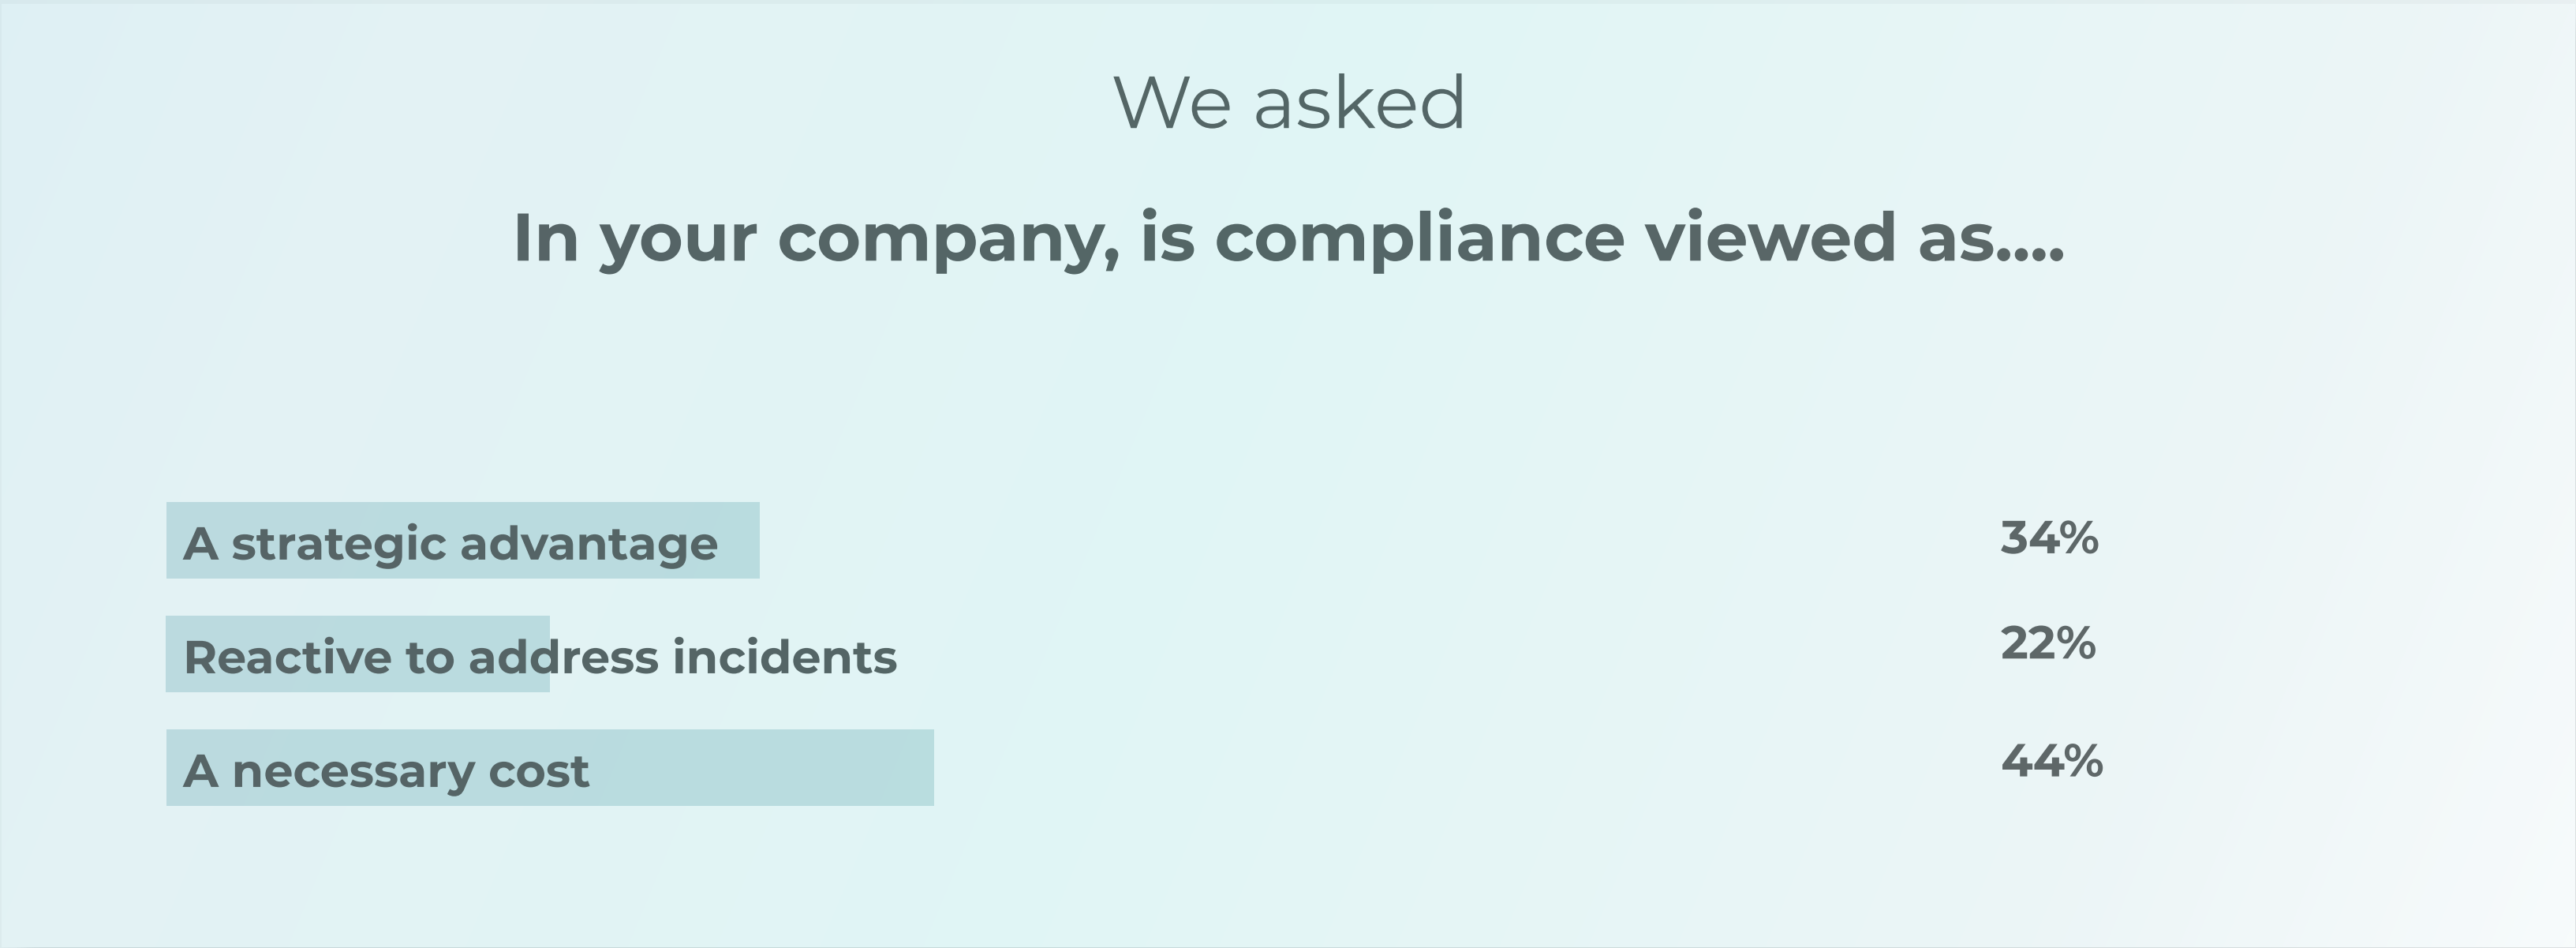 We asked
In your company, is compliance viewed as....
A strategic advantage 34%
Reactive to address incidents 22%
A necessary cost 44%